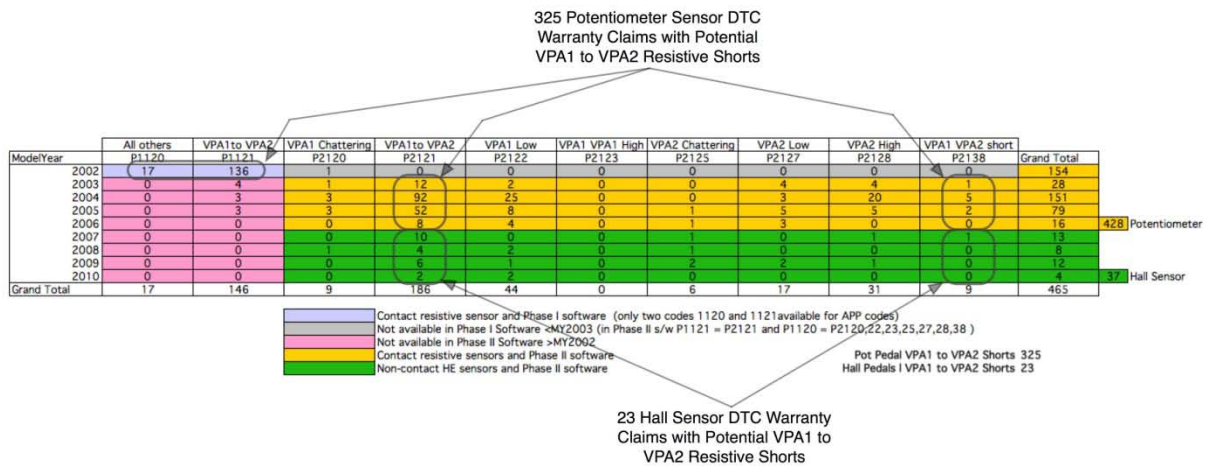 325 Potentiometer Sensor DTC
Warranty Claims with Potential
VPA1 to VPA2 Resistive Shorts
All others VPA1to VPA2 VPA1 Chattering VPA1to VPA2 VPA1 Low VPA1 VPA1 High VPA2 Chattering VPA2 Low VPA2 High VPA1 VPA2 short
ModelYear P1120 P1121 P2120 P2121 P2122 P2123 P2125 P2127 P2128 P2138 Grand Total
2002 17 136 1 0 0 0 0 0 0 0 154
2003 0 4 1 12 2 0 0 4 4 1 28
2004 0 3 3 92 25 0 0 3 20 5 151
2005 0 3 3 52 8 0 1 5 5 2 79
2006 0 0 0 8 4 0 1 3 0 0 16 428 Potentiometer
2007 0 0 0 10 0 0 1 0 1 1 13
2008 0 0 1 4 2 0 1 0 0 0 8
2009 0 0 0 6 1 0 2 2 1 0 12
2010 0 0 0 2 2 0 0 0 0 0 4 37 Hall Sensor
Grand Total 17 146 9 186 44 0 6 17 31 9 465
Contact resistive sensor and Phase I software (only two codes 1120 and 1121available for APP codes)
Not available in Phase I Software <MY2003 (in Phase II s/w P1121 = P2121 and P1120 = P2120,22,23,25,27,28,38 )
Not available in Phase II Software >MY2002
Contact resistive sensors and Phase II software
Non-contact HE sensors and Phase II software
Pot Pedal VPA1 to VPA2 Shorts 325
Hall Pedals I VPA1 to VPA2 Shorts 23
23 Hall Sensor DTC Warranty
Claims with Potential VPA1 to
VPA2 Resistive Shorts